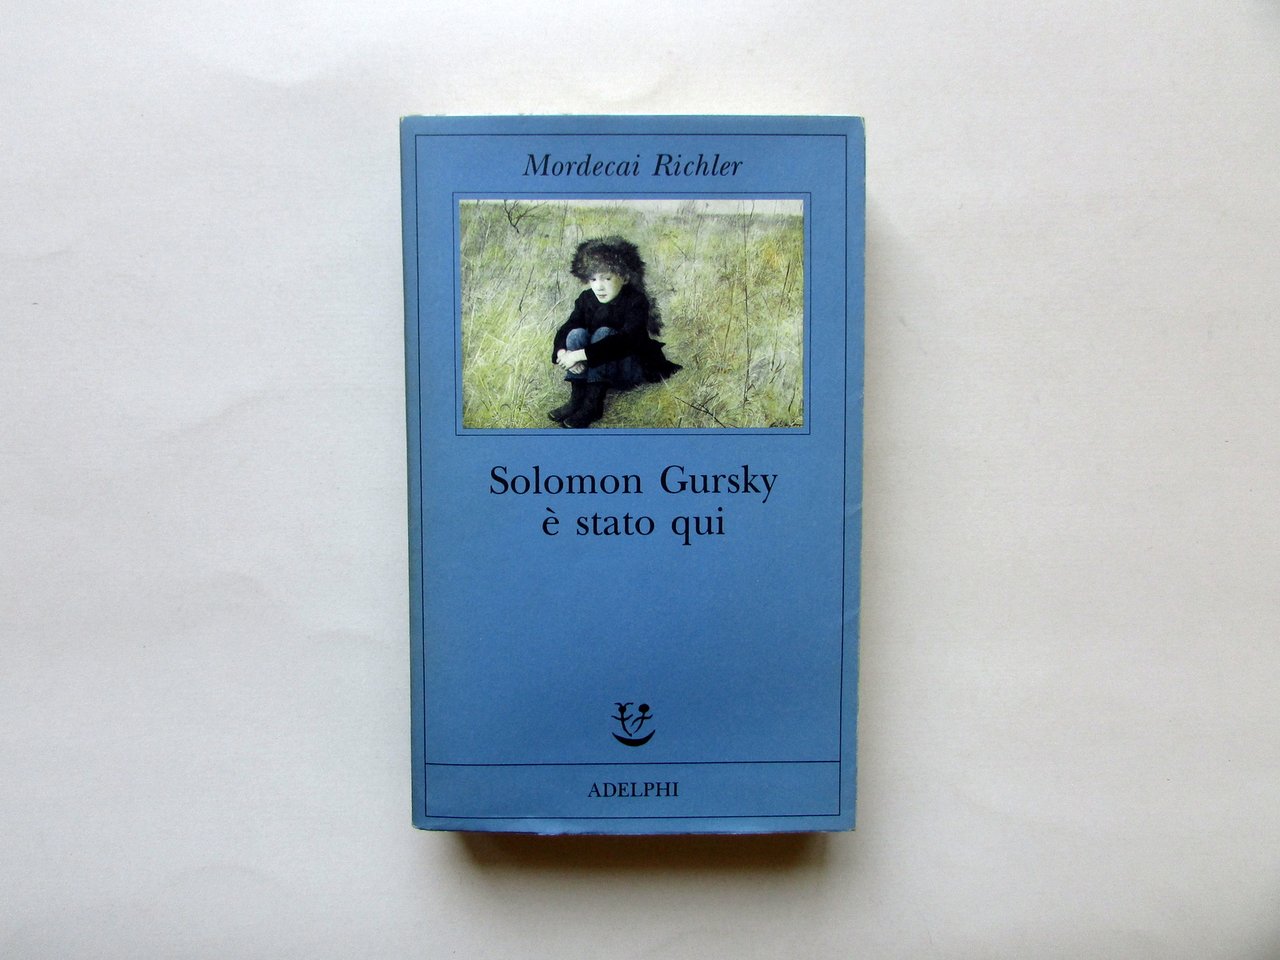 Mordecai Richler
Solomon Gursky
è stato qui
ADELPHI